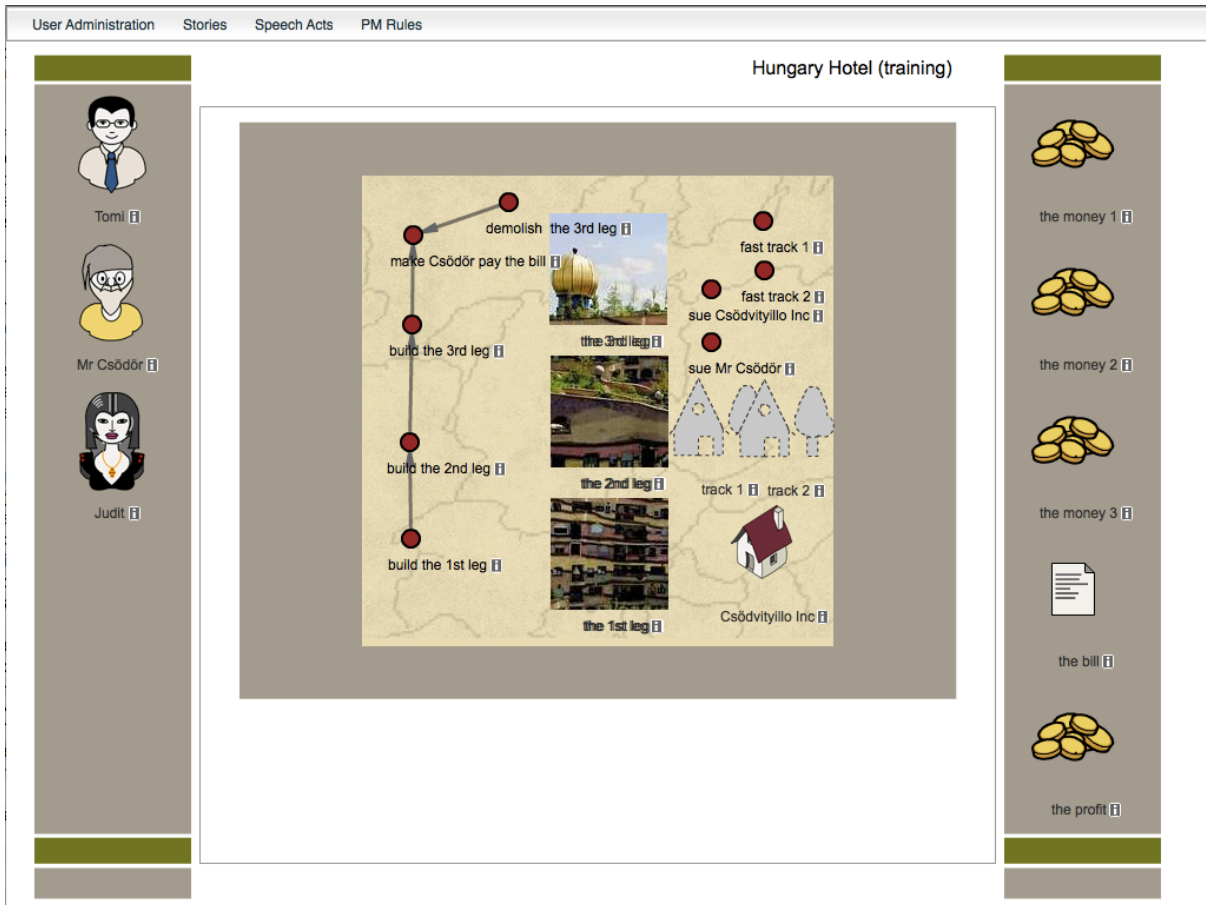 User Administration Stories Speech Acts PM Rules
Hungary Hotel (training)
Tomi
Mr Csödör
Judit
demolish the 3rd leg
make Csödör pay the bill
build the 3rd leg
build the 2nd leg
build the 1st leg
the 3rd leg
the 2nd leg
the 1st leg
fast track 1
fast track 2
sue Csödvityillo Inc
sue Mr Csödör
track 1 track 2
Csödvityillo Inc
the money 1
the money 2
the money 3
the bill
the profit